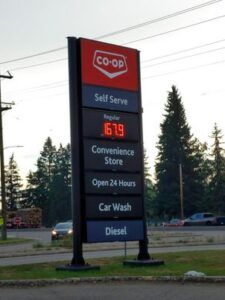 CO-OP
Self Serve
Regular
167.9
Convenience
Store
Open 24 Hours
Car Wash
Diesel